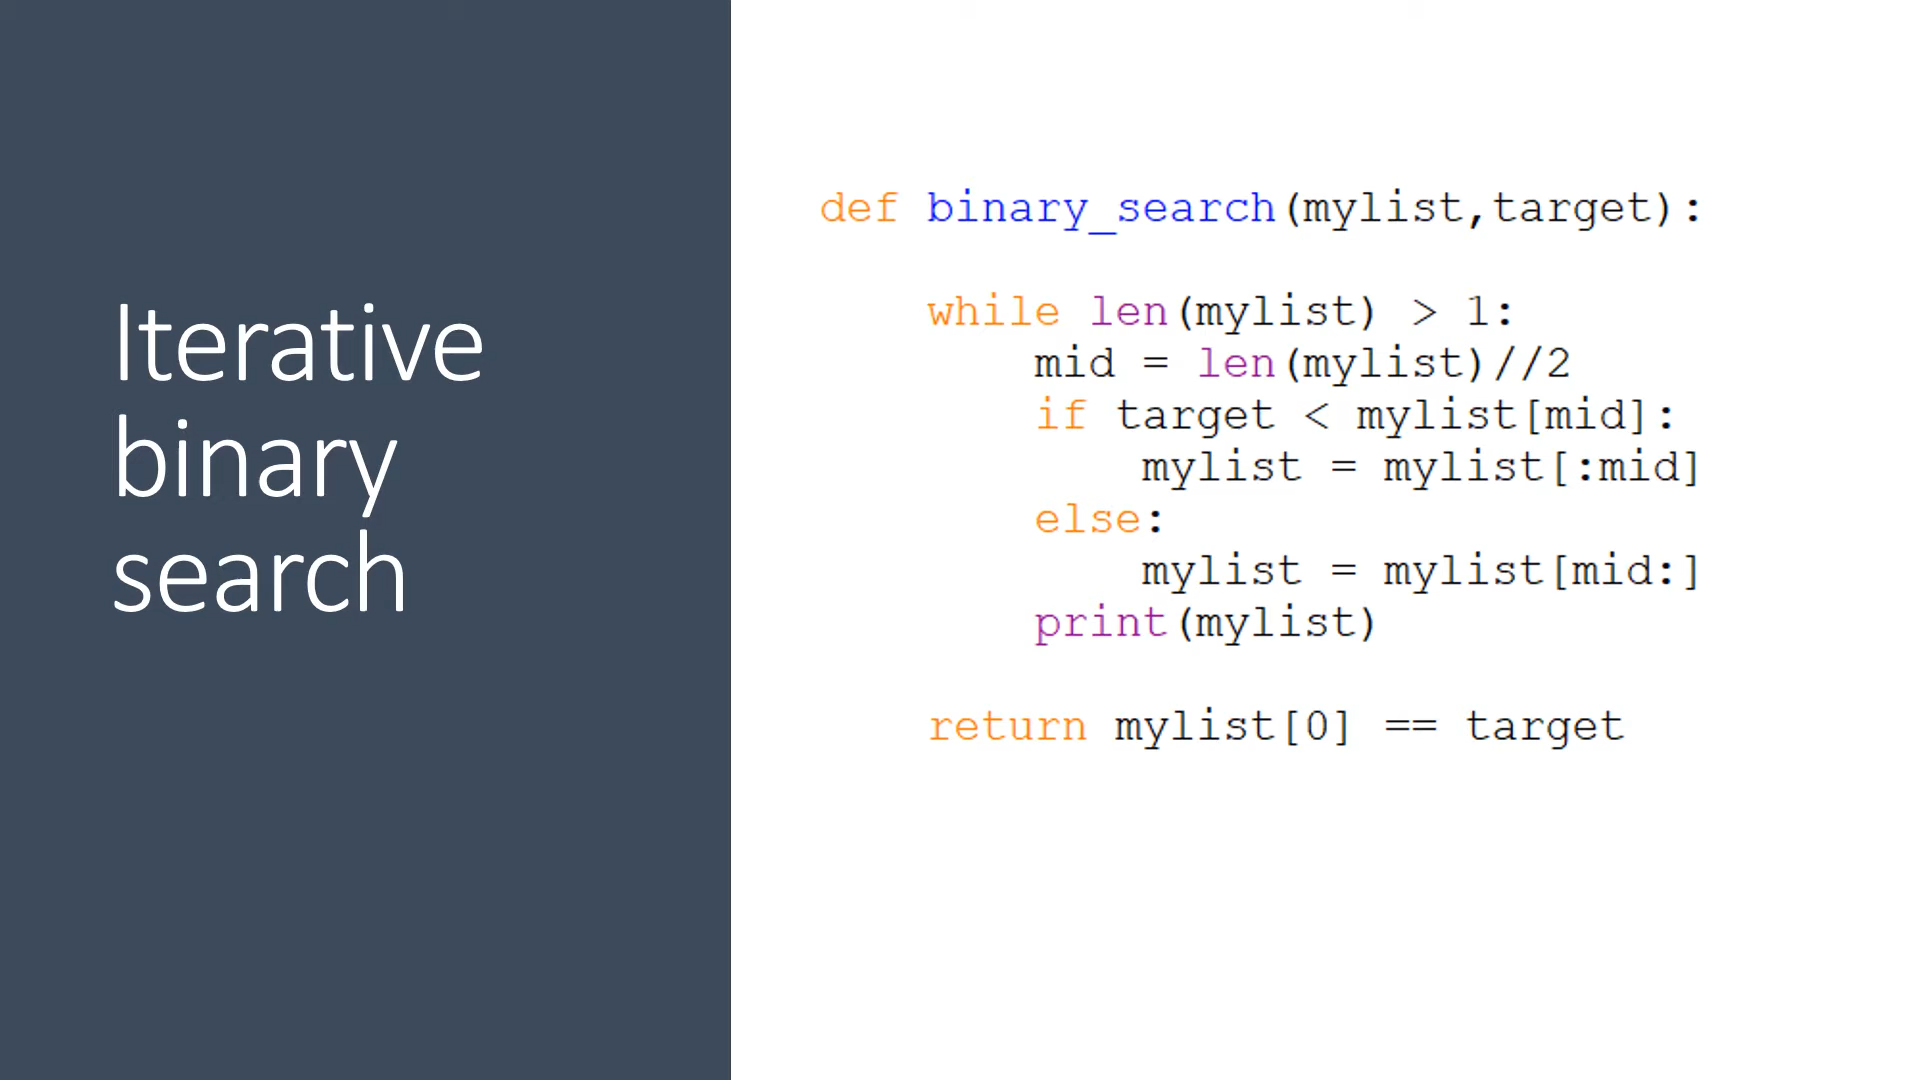 Iterative
binary
search
def binary_search(mylist,target):
    while len(mylist) > 1:
        mid = len(mylist)//2
        if target < mylist[mid]:
            mylist = mylist[:mid]
        else:
            mylist = mylist[mid:]
        print(mylist)
    return mylist[0] == target